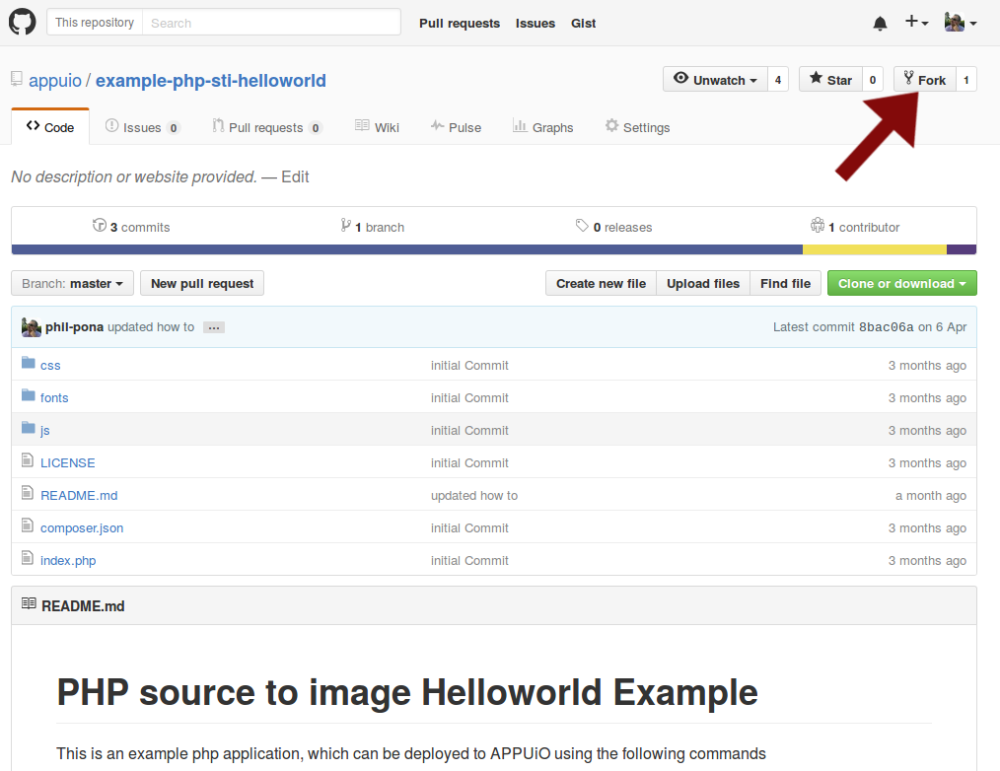 This repository Search Pull requests Issues Gist
appuio / example-php-sti-helloworld Unwatch 4 Star 0 Fork 1
Code Issues 0 Pull requests 0 Wiki Pulse Graphs Settings
No description or website provided. — Edit
3 commits 1 branch 0 releases 1 contributor
Branch: master New pull request Create new file Upload files Find file Clone or download
phil-pona updated how to … Latest commit 8bac06a on 6 Apr
css initial Commit 3 months ago
fonts initial Commit 3 months ago
js initial Commit 3 months ago
LICENSE initial Commit 3 months ago
README.md updated how to a month ago
composer.json initial Commit 3 months ago
index.php initial Commit 3 months ago
README.md
PHP source to image Helloworld Example
This is an example php application, which can be deployed to APPUiO using the following commands